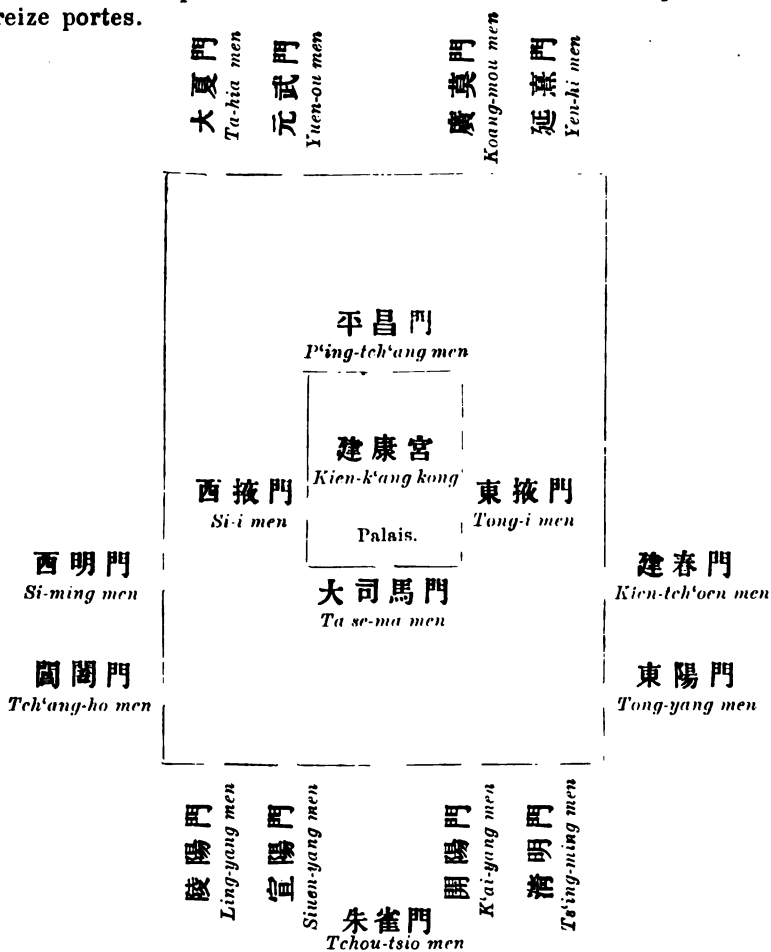 reize portes.
大夏門
Ta-hia men
元武門
Yuen-ou men
廣莫門
Koang-mou men
延熹門
Yen-hi men
平昌門
P‘ing-tch‘ang men
建康宮
Kien-k‘ang kong
西掖門
Si-i men
東掖門
Tong-i men
Palais.
西明門
Si-ming men
大司馬門
Ta se-ma men
建春門
Kien-tch‘oen men
閶闔門
Tch‘ang-ho men
東陽門
Tong-yang men
陵陽門
Ling-yang men
宣陽門
Siuen-yang men
開陽門
K‘ai-yang men
清明門
Ts‘ing-ming men
朱雀門
Tchou-tsio men